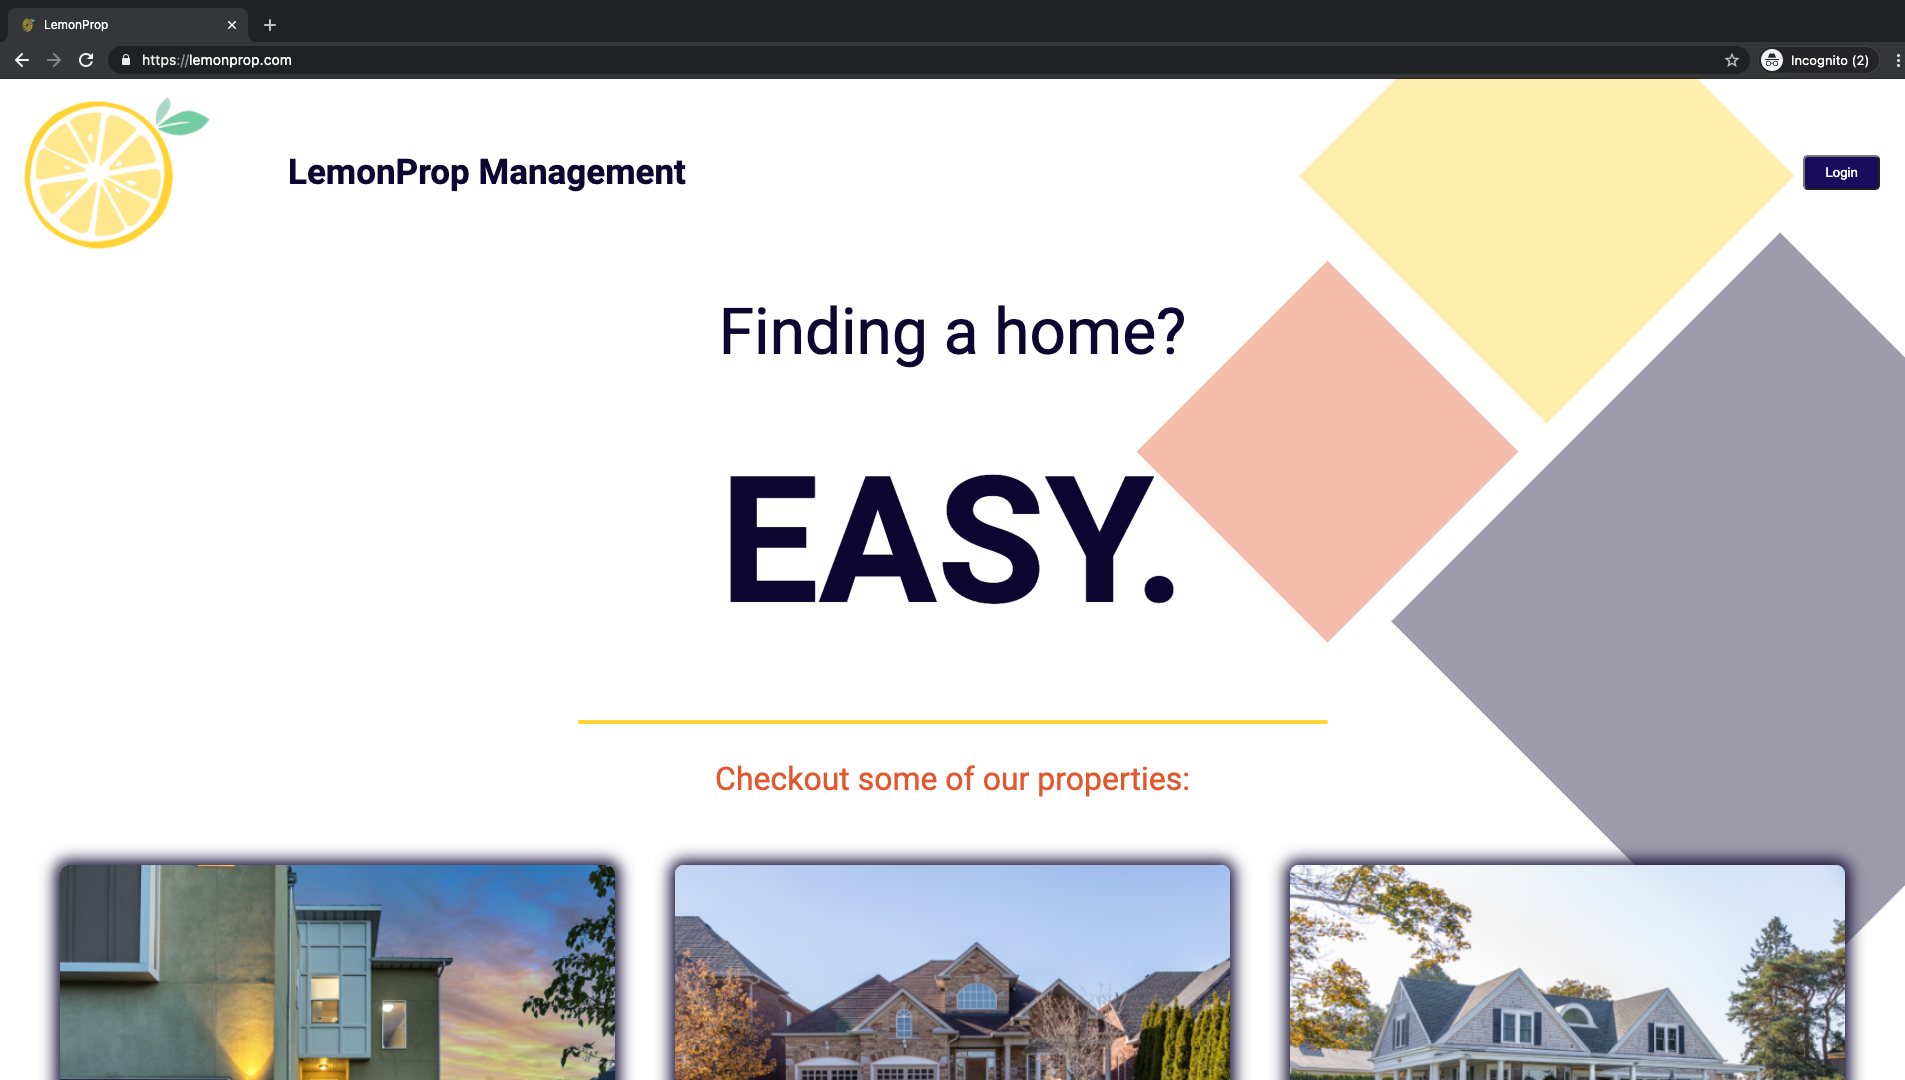 LemonProp
https://lemonprop.com
Incognito (2)
LemonProp Management
Login
Finding a home?
EASY.
Checkout some of our properties: